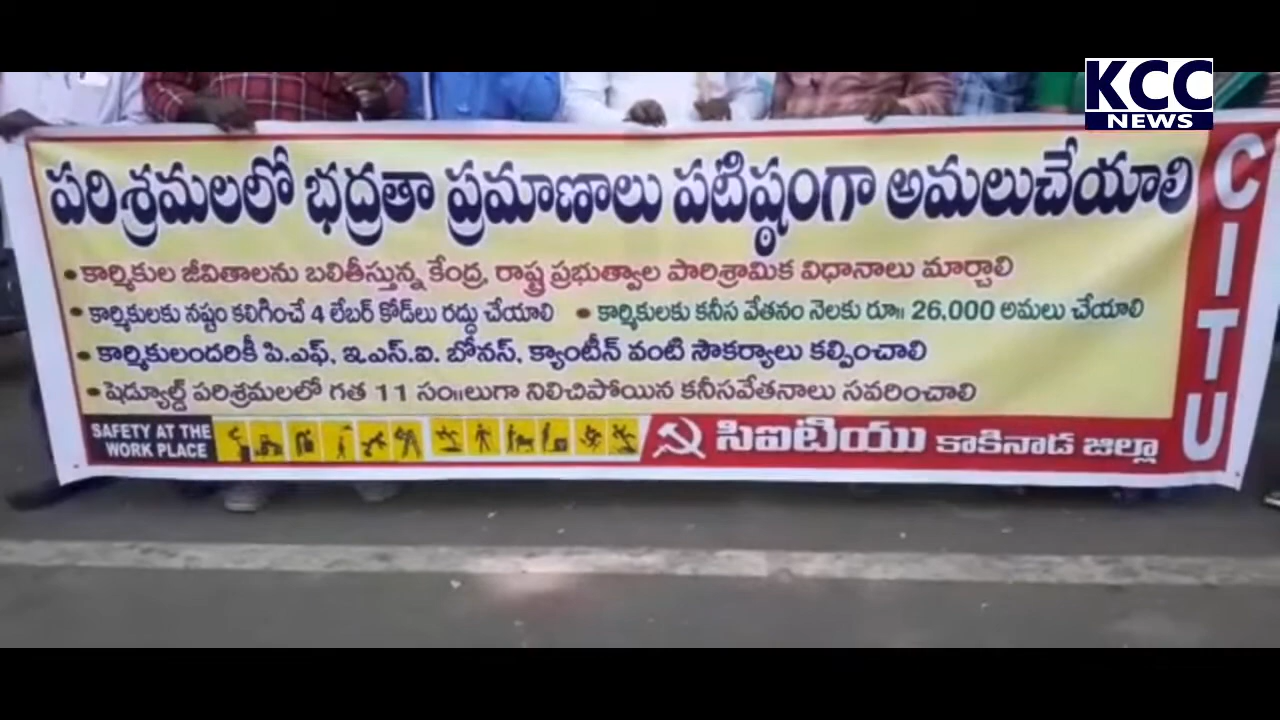 KCC
NEWS
పరిశ్రమలలో భద్రతా ప్రమాణాలు పటిష్ఠంగా అమలుచేయాలి
• కార్మికుల జీవితాలను బలితీస్తున్న కేంద్ర, రాష్ట్ర ప్రభుత్వాల పారిశ్రామిక విధానాలు మార్చాలి
• కార్మికులకు నష్టం కలిగించే 4 లేబర్ కోడ్‌లు రద్దు చేయాలి • కార్మికులకు కనీస వేతనం నెలకు రూ॥ 26,000 అమలు చేయాలి
• కార్మికులందరికీ పి.ఎఫ్, ఇ.ఎస్.ఐ. బోనస్, క్యాంటీన్ వంటి సౌకర్యాలు కల్పించాలి
• షెడ్యూల్డ్ పరిశ్రమలలో గత 11 సం॥లుగా నిలిచిపోయిన కనీసవేతనాలు సవరించాలి
SAFETY AT THE
WORK PLACE
సిఐటియు కాకినాడ జిల్లా
CITU